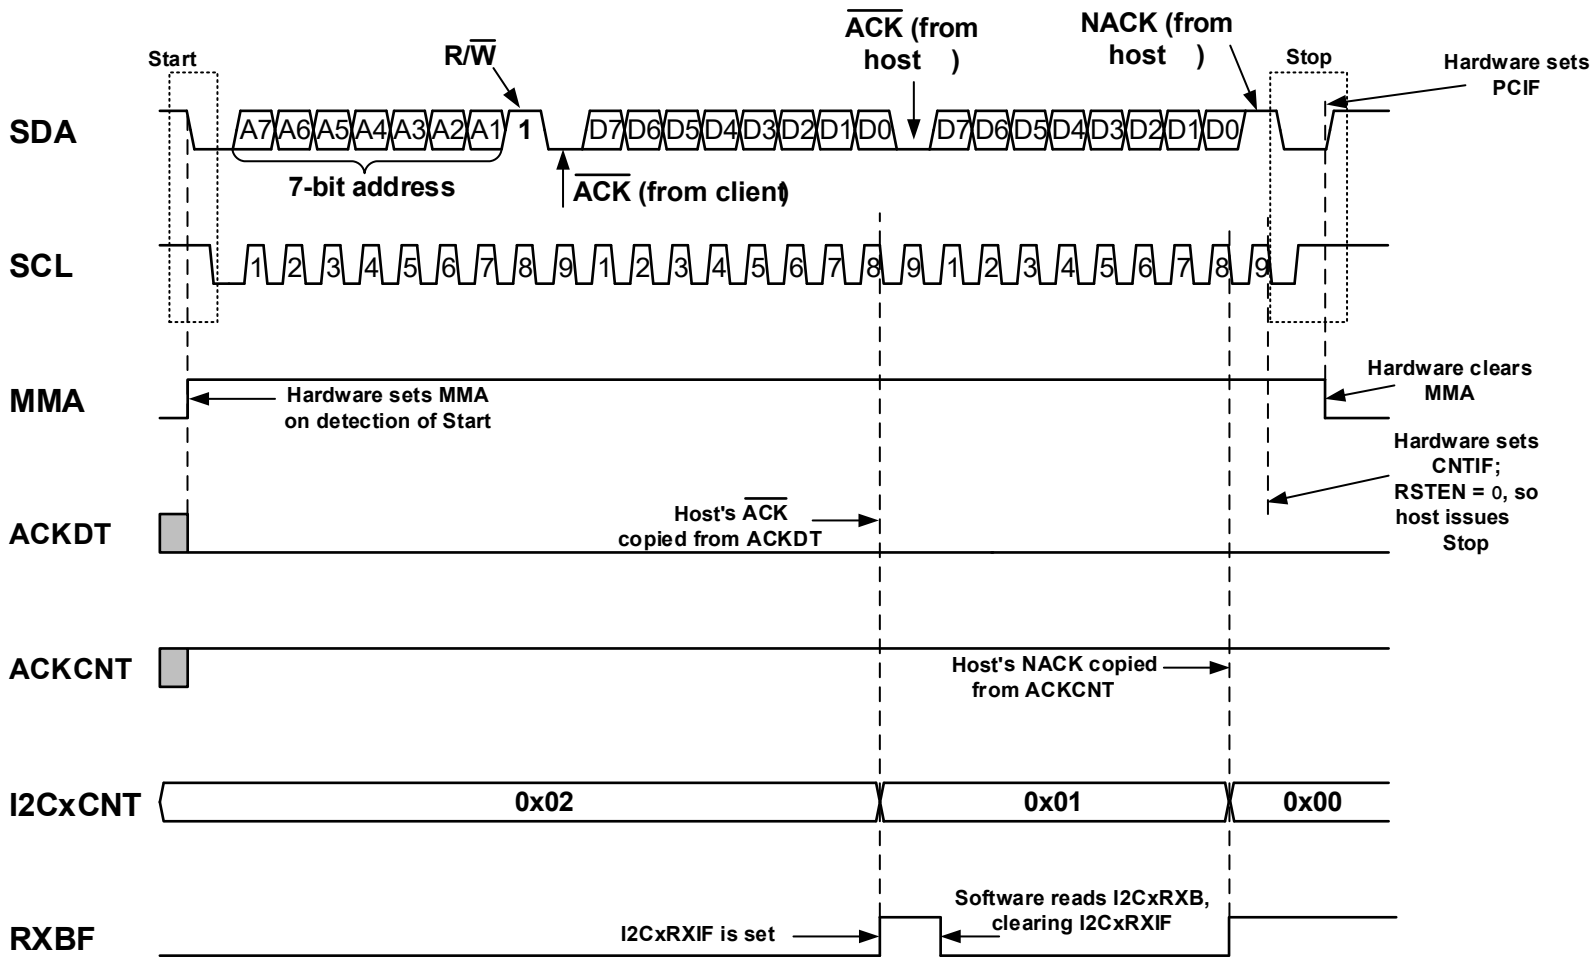 ACK (from
host )
NACK (from
host )
R/W
Start
Stop
Hardware sets
PCIF
SDA
A7 A6 A5 A4 A3 A2 A1 1 D7 D6 D5 D4 D3 D2 D1 D0 D7 D6 D5 D4 D3 D2 D1 D0
7-bit address
ACK (from client)
SCL
1 2 3 4 5 6 7 8 9 1 2 3 4 5 6 7 8 9 1 2 3 4 5 6 7 8 9
MMA
Hardware sets MMA
on detection of Start
Hardware clears
MMA
Hardware sets
CNTIF;
RSTEN = 0, so
host issues
Stop
ACKDT
Host's ACK
copied from ACKDT
ACKCNT
Host's NACK copied
from ACKCNT
I2CxCNT
0x02 0x01 0x00
RXBF
I2CxRXIF is set
Software reads I2CxRXB,
clearing I2CxRXIF